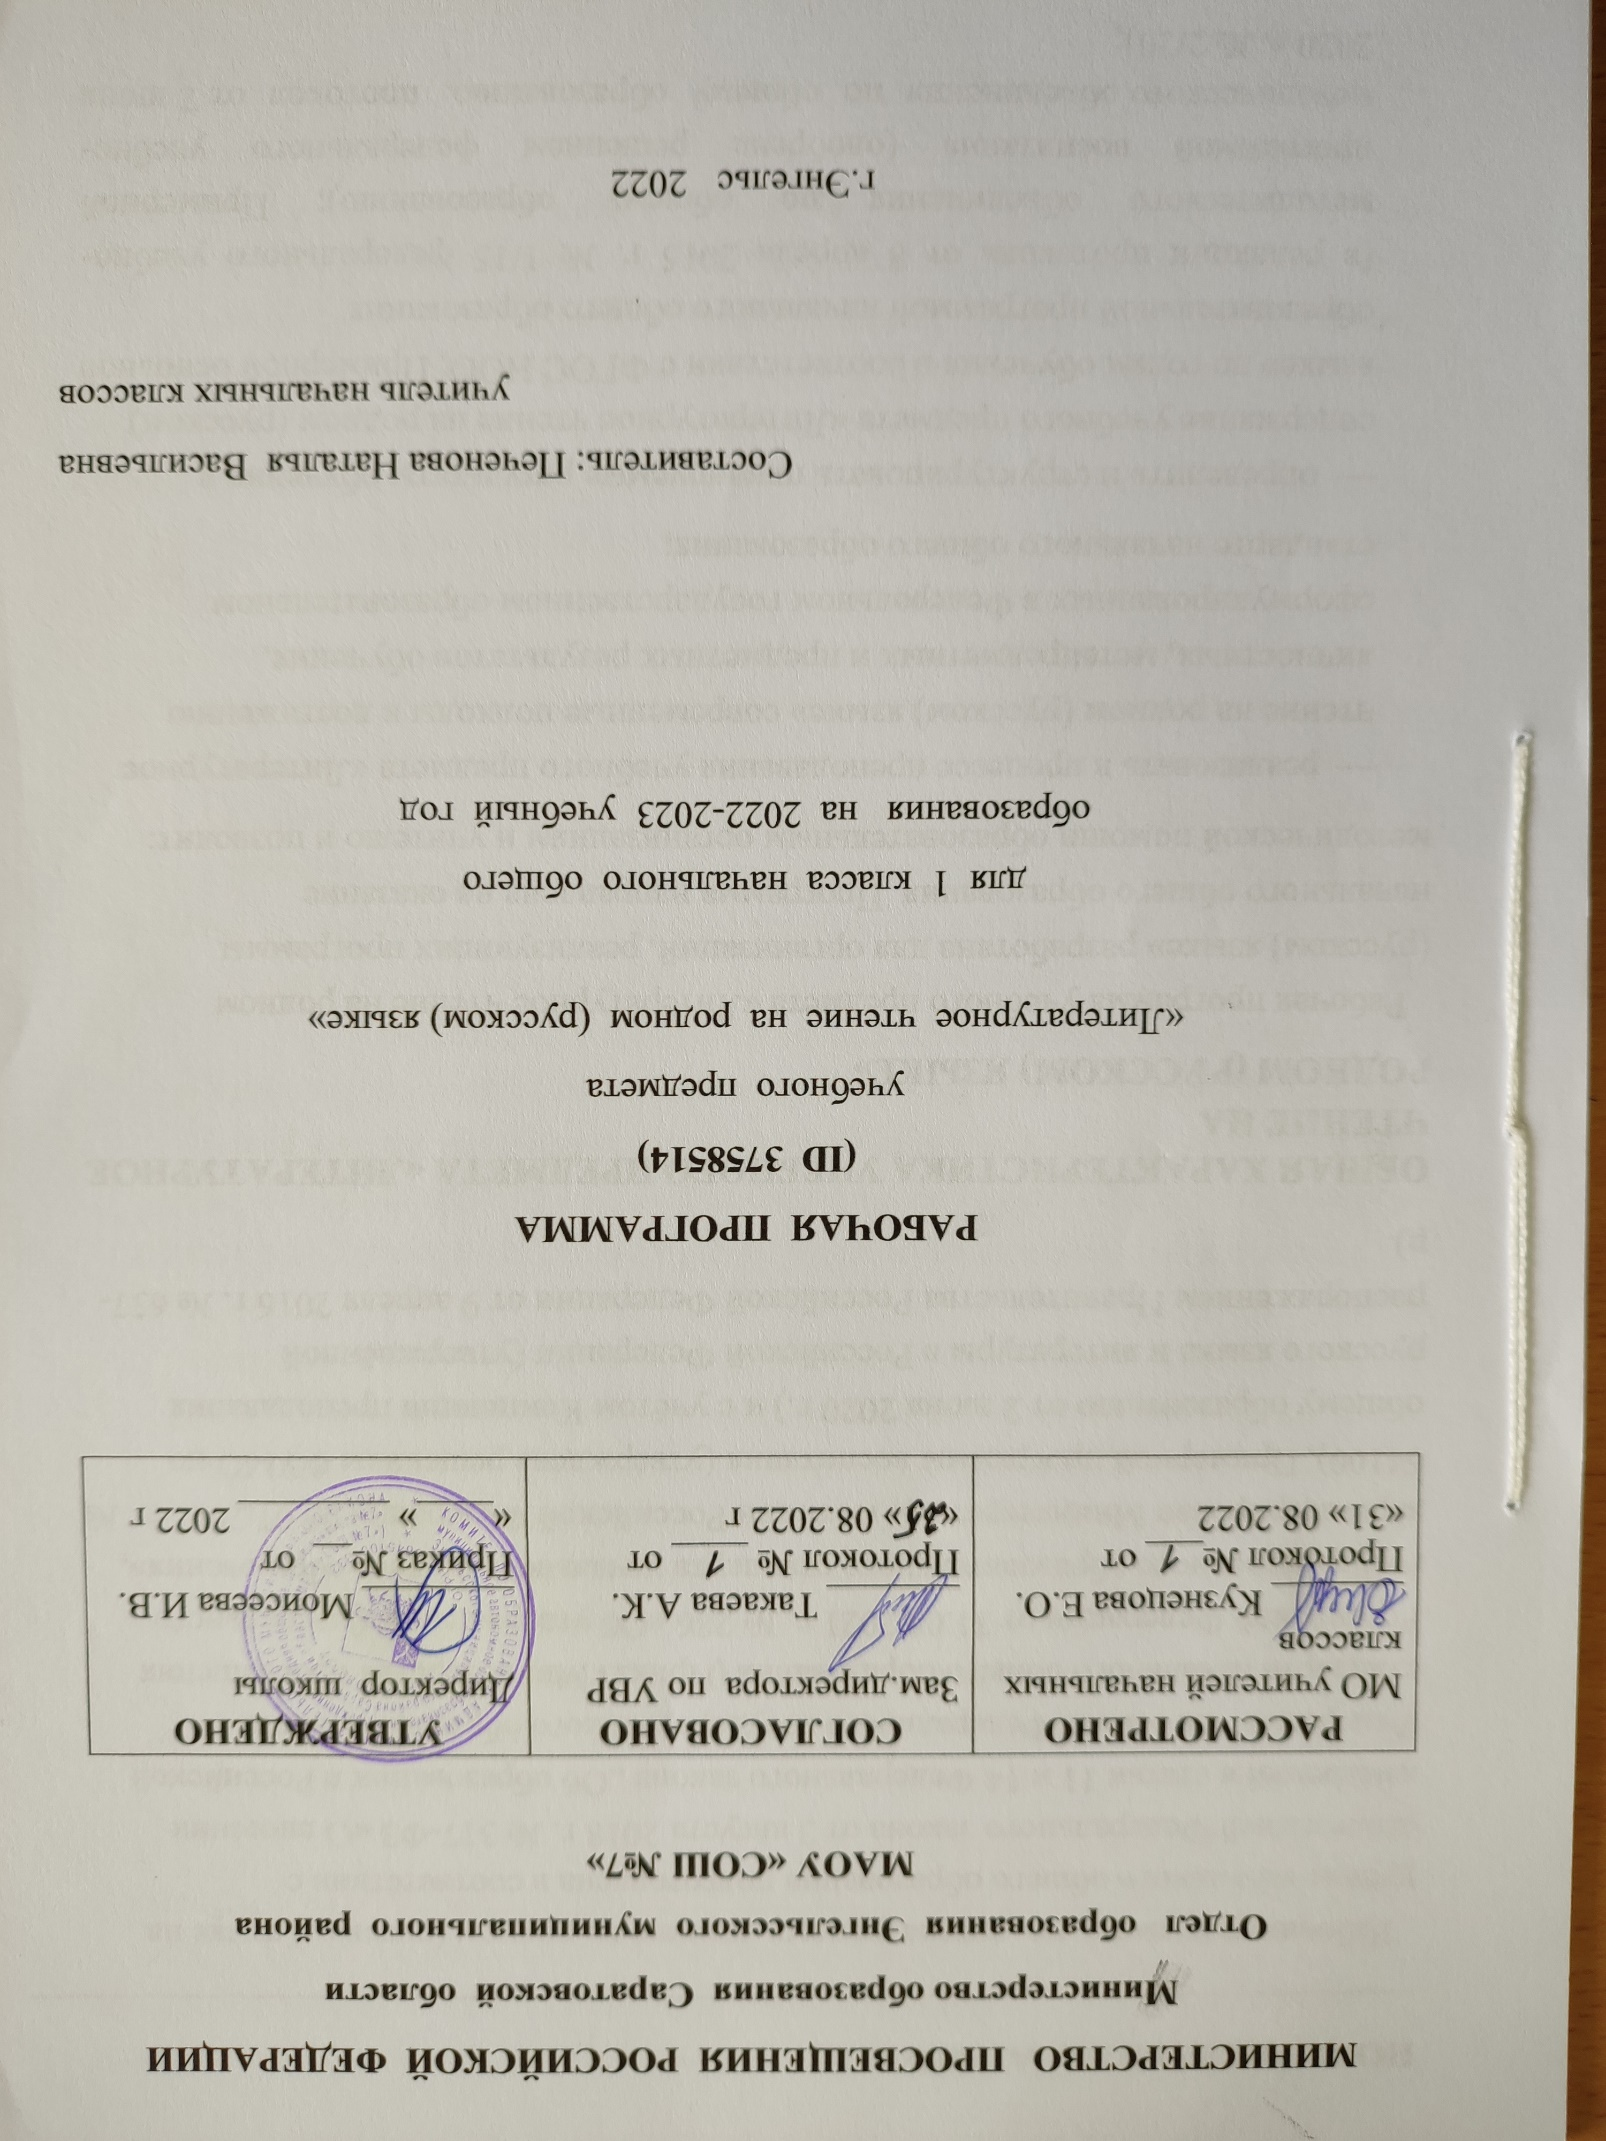 МИНИСТЕРСТВО ПРОСВЕЩЕНИЯ РОССИЙСКОЙ ФЕДЕРАЦИИ
Министерство образования Саратовской области
Отдел образования Энгельсского муниципального района
МАОУ «СОШ №7»
РАССМОТРЕНО
МО учителей начальных
классов
Кузнецова Е.О.
Протокол № 1 от
«31» 08.2022
СОГЛАСОВАНО
Зам.директора по УВР
Такаева А.К.
Протокол № 1 от
08.2022 г
УТВЕРЖДЕНО
Директор школы
Моисеева И.В.
Приказ №__ от
«____» ________ 2022 г
РАБОЧАЯ ПРОГРАММА
(ID 3758514)
учебного предмета
«Литературное чтение на родном (русском) языке»
для 1 класса начального общего
образования на 2022-2023 учебный год
Составитель: Печенова Наталья Васильевна
учитель начальных классов
г.Энгельс 2022